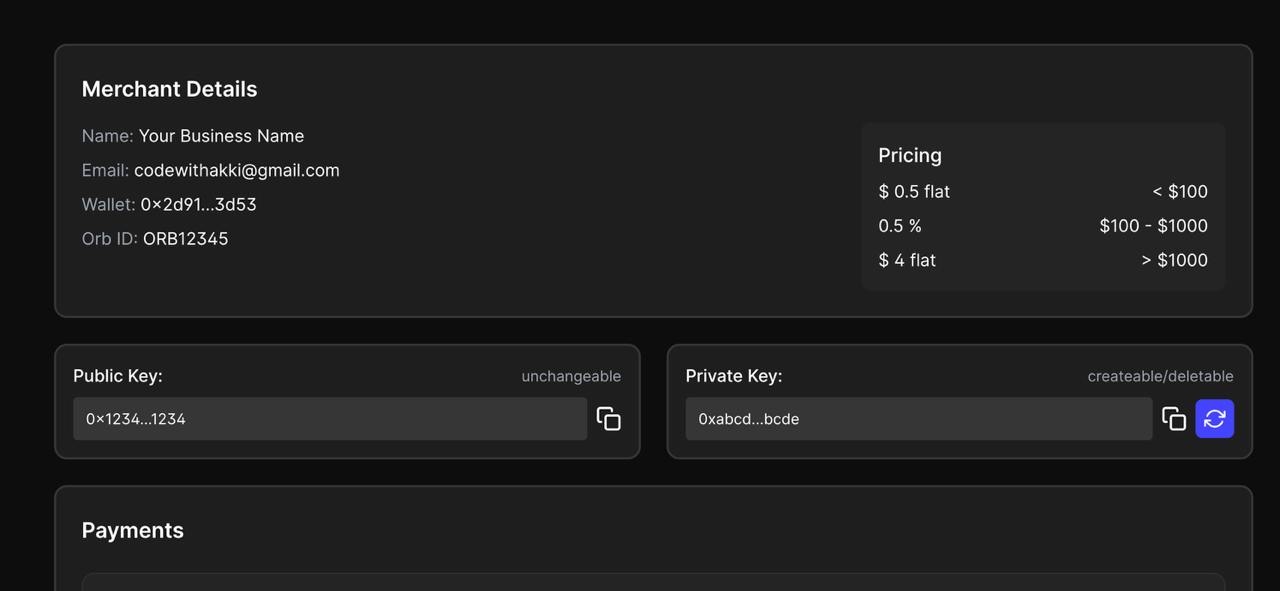 Merchant Details
Name: Your Business Name
Email: codewithakki@gmail.com
Wallet: 0×2d91...3d53
Orb ID: ORB12345
Pricing
$ 0.5 flat < $100
0.5 % $100 - $1000
$ 4 flat > $1000
Public Key: unchangeable
0×1234...1234
Private Key: createable/deletable
0xabcd...bcde
Payments